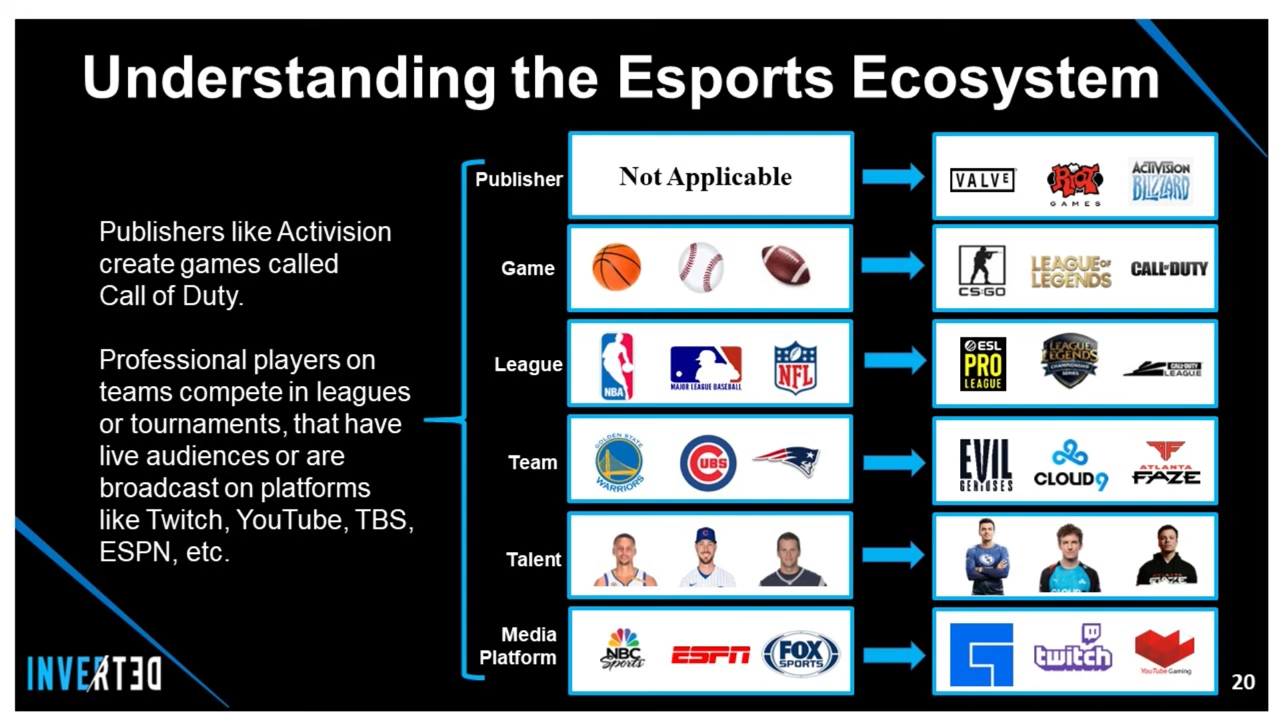 Understanding the Esports Ecosystem
Publishers like Activision
create games called
Call of Duty.
Professional players on
teams compete in leagues
or tournaments, that have
live audiences or are
broadcast on platforms
like Twitch, YouTube, TBS,
ESPN, etc.
Publisher
Not Applicable
VALVE
RIOT
GAMES
ACTIVISION
BLIZZARD
Game
CS:GO
LEAGUE OF
LEGENDS
CALL OF DUTY
League
NBA
MAJOR LEAGUE BASEBALL
NFL
ESL
PRO
LEAGUE
LEAGUE
LEGENDS
CHAMPIONSHIP
SERIES
CALL OF DUTY
LEAGUE
Team
GOLDEN STATE
WARRIORS
CUBS
EVIL
GENIUSES
CLOUD9
ATLANTA
FAZE
Talent
Media
Platform
NBC
Sports
ESPN
FOX
SPORTS
twitch
YouTube Gaming
INVERTED
20